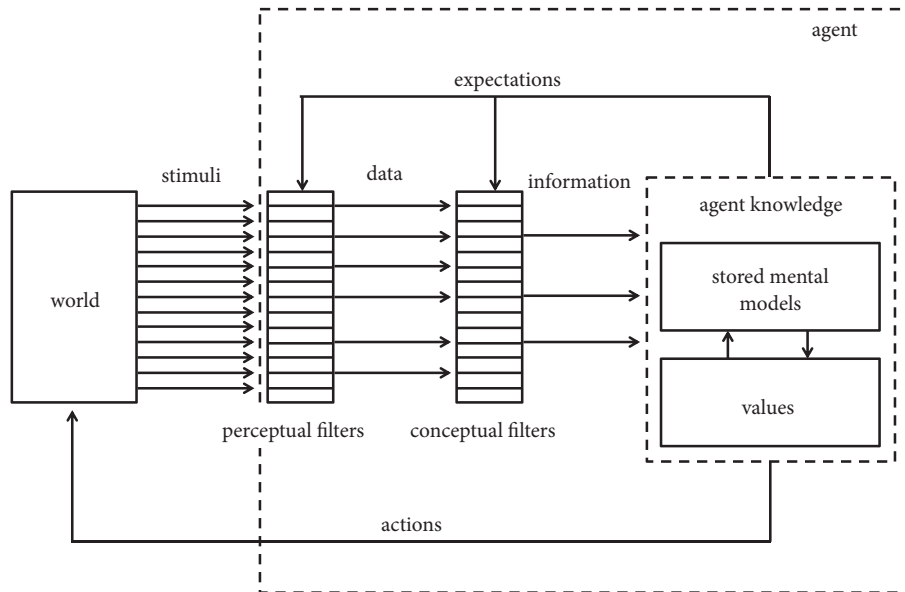 agent
expectations
stimuli
data
information
agent knowledge
world
stored mental
models
values
perceptual filters
conceptual filters
actions